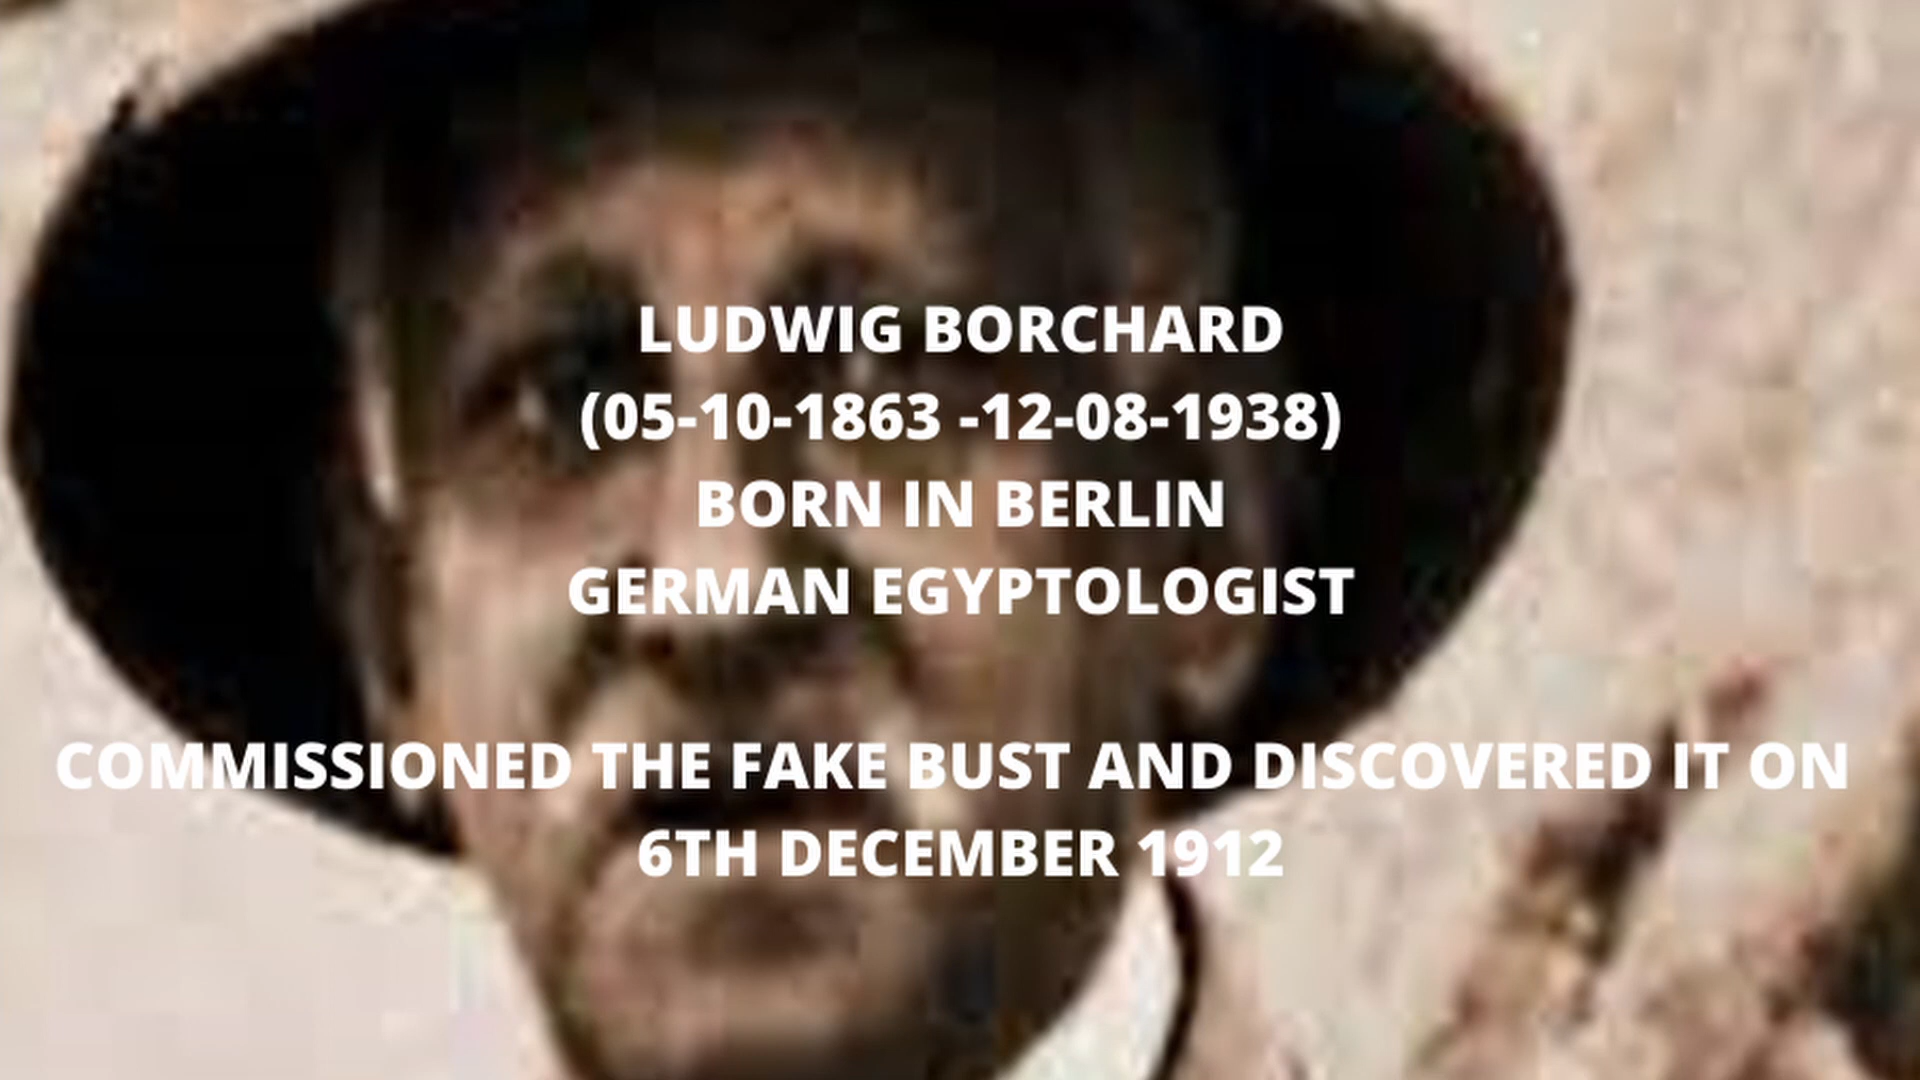 LUDWIG BORCHARD
(05-10-1863 -12-08-1938)
BORN IN BERLIN
GERMAN EGYPTOLOGIST
COMMISSIONED THE FAKE BUST AND DISCOVERED IT ON
6TH DECEMBER 1912